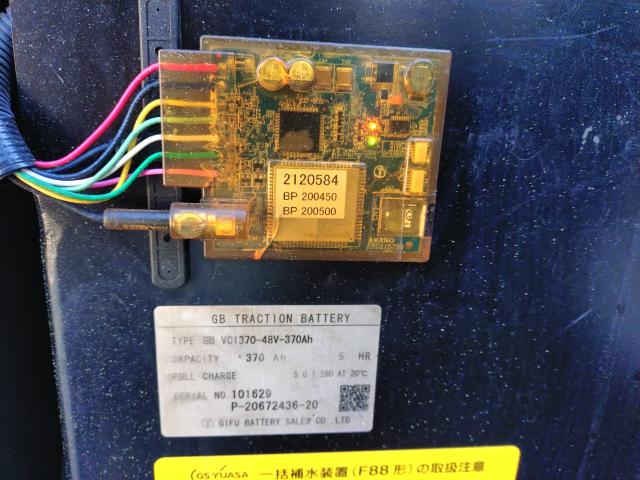 2120584
BP 200450
BP 200500
AMANO
GB TRACTION BATTERY
TYPE GB VCI370-48V-370Ah
CAPACITY 370 Ah 5 HR
FULL CHARGE S.G 1.280 AT 20℃
SERIAL NO. 101629
P-20672436-20
GIFU BATTERY SALES CO.,LTD
GS YUASA 一括補水装置(F88形)の取扱注意